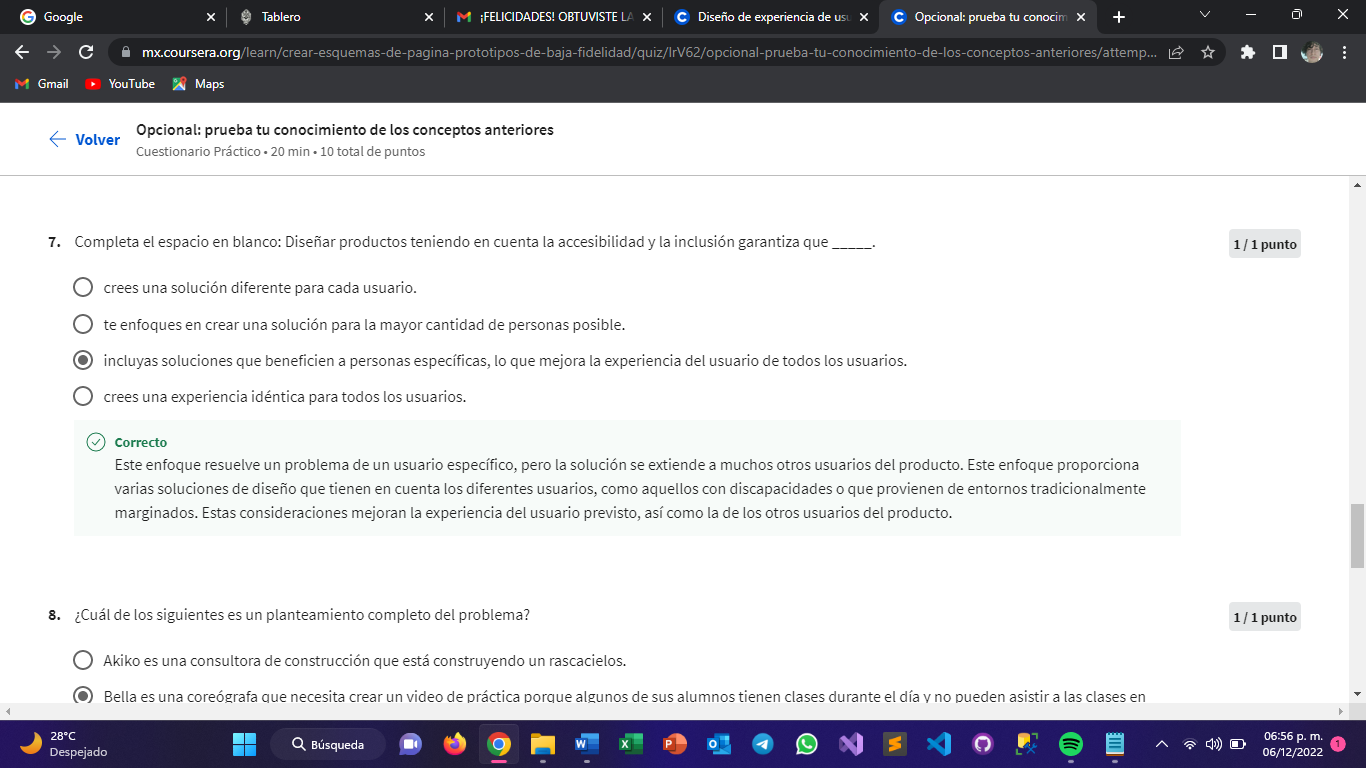 Google
Tablero
¡FELICIDADES! OBTUVISTE LA
Diseño de experiencia de usu
Opcional: prueba tu conocim
mx.coursera.org/learn/crear-esquemas-de-pagina-prototipos-de-baja-fidelidad/quiz/IrV62/opcional-prueba-tu-conocimiento-de-los-conceptos-anteriores/attemp...
Gmail
YouTube
Maps
Volver
Opcional: prueba tu conocimiento de los conceptos anteriores
Cuestionario Práctico • 20 min • 10 total de puntos
7. Completa el espacio en blanco: Diseñar productos teniendo en cuenta la accesibilidad y la inclusión garantiza que _____.
1 / 1 punto
crees una solución diferente para cada usuario.
te enfoques en crear una solución para la mayor cantidad de personas posible.
incluyas soluciones que beneficien a personas específicas, lo que mejora la experiencia del usuario de todos los usuarios.
crees una experiencia idéntica para todos los usuarios.
Correcto
Este enfoque resuelve un problema de un usuario específico, pero la solución se extiende a muchos otros usuarios del producto. Este enfoque proporciona
varias soluciones de diseño que tienen en cuenta los diferentes usuarios, como aquellos con discapacidades o que provienen de entornos tradicionalmente
marginados. Estas consideraciones mejoran la experiencia del usuario previsto, así como la de los otros usuarios del producto.
8. ¿Cuál de los siguientes es un planteamiento completo del problema?
1 / 1 punto
Akiko es una consultora de construcción que está construyendo un rascacielos.
Bella es una coreógrafa que necesita crear un video de práctica porque algunos de sus alumnos tienen clases durante el día y no pueden asistir a las clases en
28°C
Despejado
Búsqueda
06:56 p. m.
06/12/2022
1